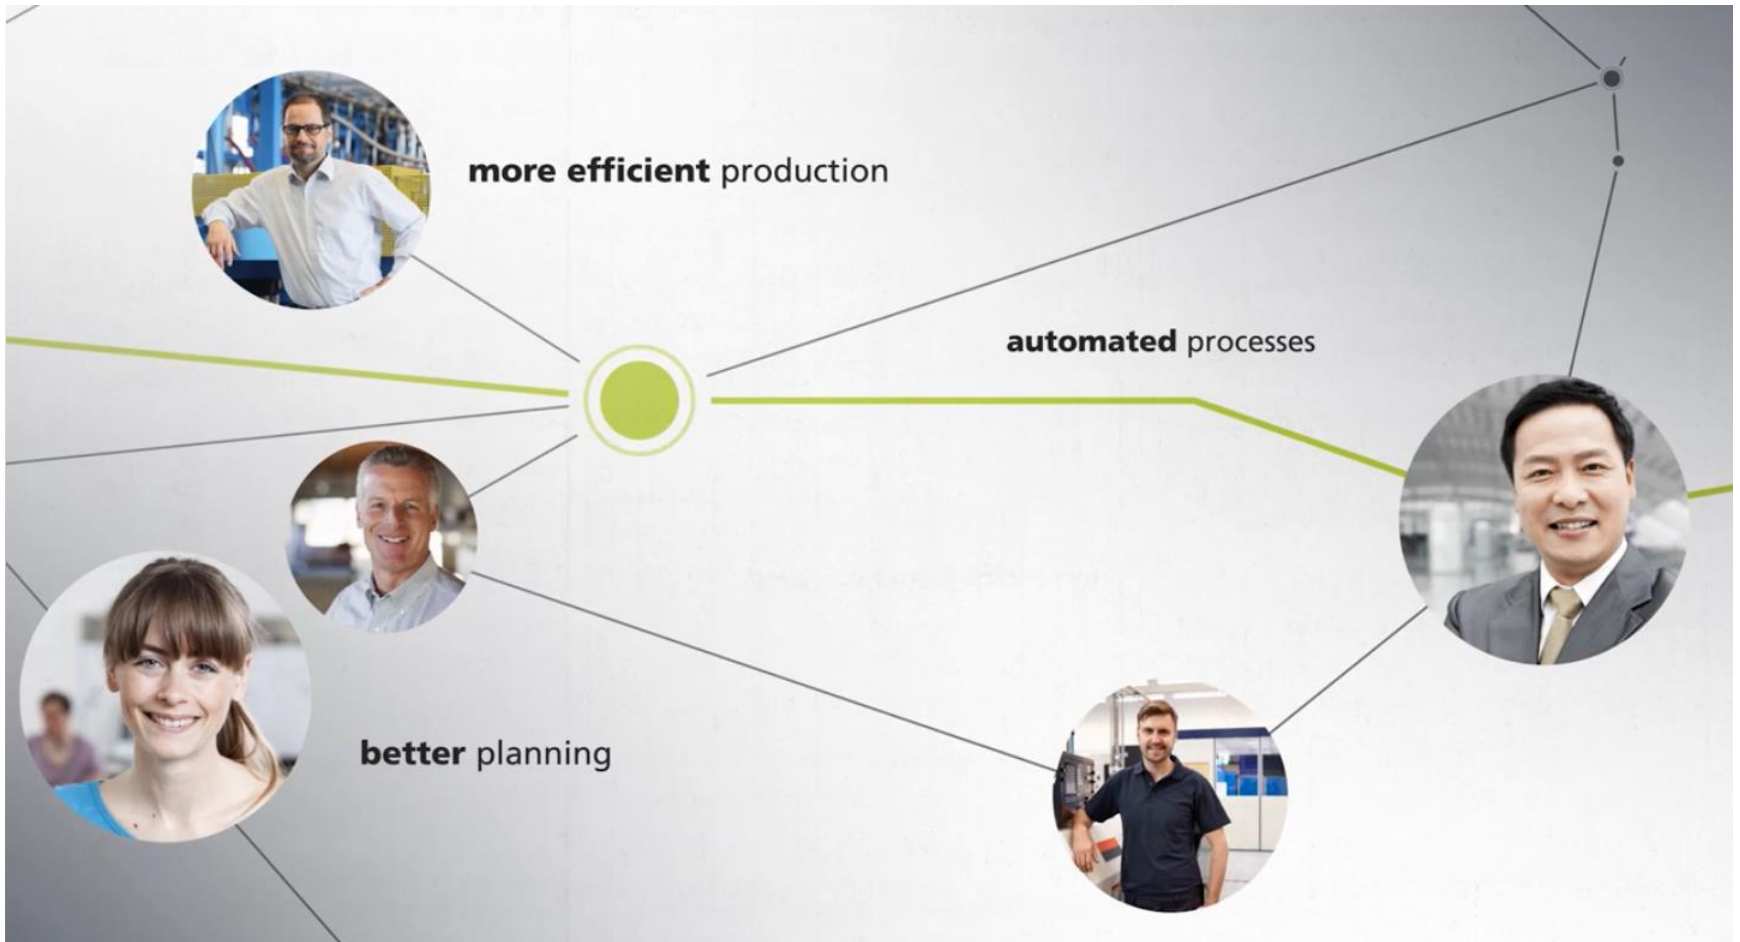 more efficient production
automated processes
better planning